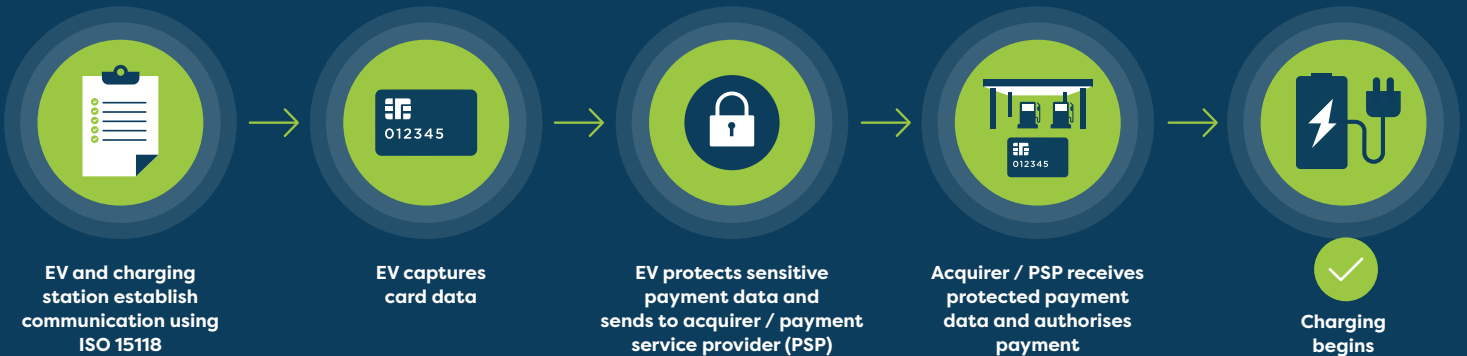 012345
012345
EV and charging
station establish
communication using
ISO 15118
EV captures
card data
EV protects sensitive
payment data and
sends to acquirer / payment
service provider (PSP)
Acquirer / PSP receives
protected payment
data and authorises
payment
Charging
begins